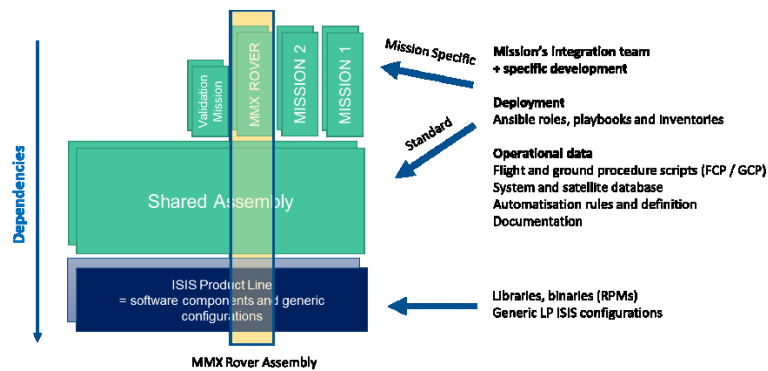 Dependencies
Validation
Mission
MMX ROVER
MISSION 2
MISSION 1
Shared Assembly
ISIS Product Line
= software components and generic
configurations
MMX Rover Assembly
Mission Specific
Standard
Mission's integration team
+ specific development
Deployment
Ansible roles, playbooks and Inventories
Operational data
Flight and ground procedure scripts (FCP / GCP)
System and satellite database
Automatisation rules and definition
Documentation
Libraries, binaries (RPMs)
Generic LP ISIS configurations